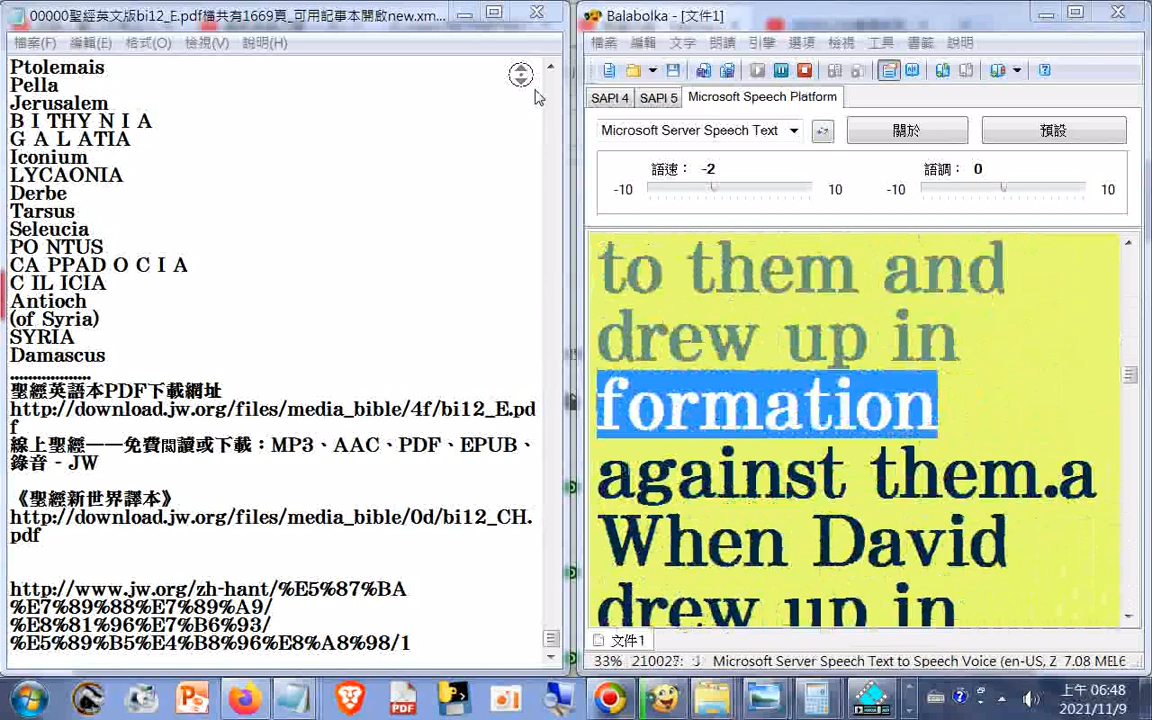 00000聖經英文版bi12_E.pdf檔共有1669頁_可用記事本開啟new.xm...
檔案(F) 編輯(E) 格式(O) 檢視(V) 說明(H)
Ptolemais
Pella
Jerusalem
B I THY N I A
G A L ATIA
Iconium
LYCAONIA
Derbe
Tarsus
Seleucia
PO NTUS
CA PPAD O C I A
C IL ICIA
Antioch
(of Syria)
SYRIA
Damascus
..................
聖經英語本PDF下載網址
http://download.jw.org/files/media_bible/4f/bi12_E.pd
f
線上聖經——免費閱讀或下載：MP3、AAC、PDF、EPUB、
錄音 - JW
《聖經新世界譯本》
http://download.jw.org/files/media_bible/0d/bi12_CH.
pdf
http://www.jw.org/zh-hant/%E5%87%BA
%E7%89%88%E7%89%A9/
%E8%81%96%E7%B6%93/
%E5%89%B5%E4%B8%96%E8%A8%98/1
Balabolka - [文件1]
檔案 編輯 文字 朗讀 引擎 選項 檢視 工具 書籤 說明
SAPI 4 SAPI 5 Microsoft Speech Platform
Microsoft Server Speech Text 關於 預設
語速： -2 語調： 0
-10 10 -10 10
to them and
drew up in
formation
against them.a
When David
drew up in
文件1
33% Microsoft Server Speech Text to Speech Voice (en-US, Z 7.08
PDF
上午 06:48
2021/11/9